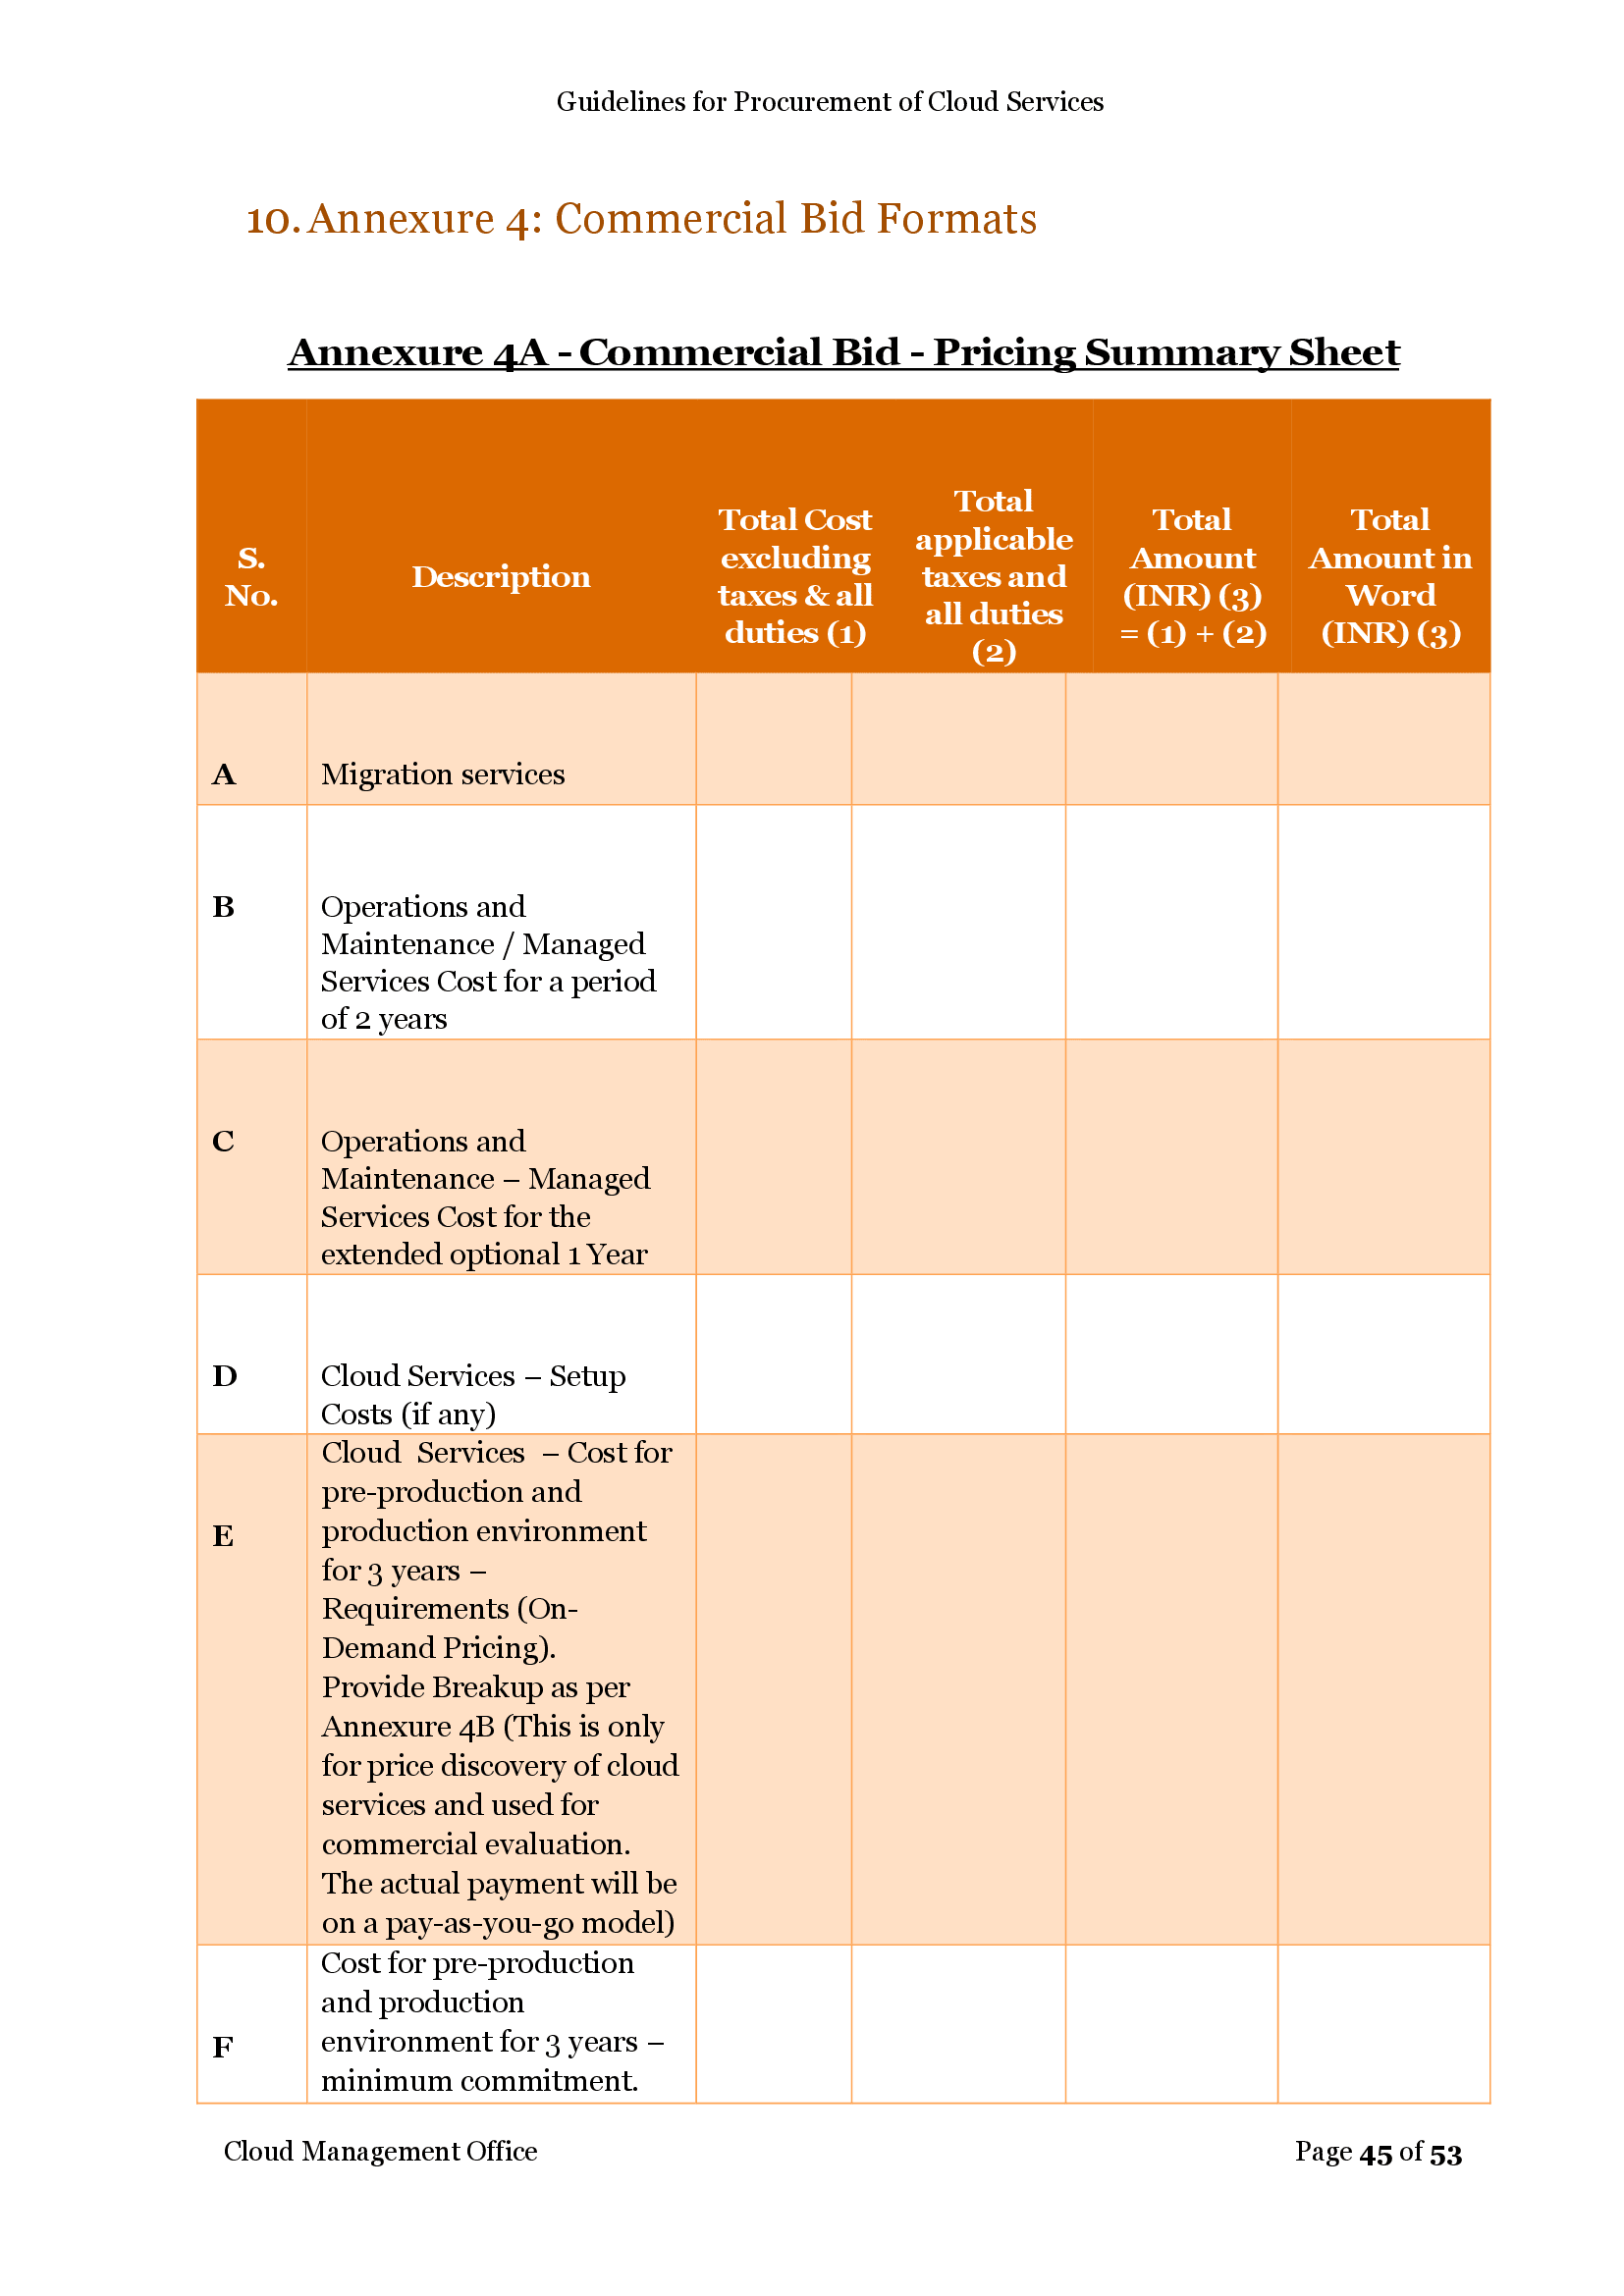 Guidelines for Procurement of Cloud Services
10. Annexure 4: Commercial Bid Formats
Annexure 4A - Commercial Bid - Pricing Summary Sheet
S.
No.
Description
Total Cost
excluding
taxes & all
duties (1)
Total
applicable
taxes and
all duties
(2)
Total
Amount
(INR) (3)
= (1) + (2)
Total
Amount in
Word
(INR) (3)
A
Migration services
B
Operations and
Maintenance / Managed
Services Cost for a period
of 2 years
C
Operations and
Maintenance – Managed
Services Cost for the
extended optional 1 Year
D
Cloud Services – Setup
Costs (if any)
E
Cloud Services – Cost for
pre-production and
production environment
for 3 years –
Requirements (On-
Demand Pricing).
Provide Breakup as per
Annexure 4B (This is only
for price discovery of cloud
services and used for
commercial evaluation.
The actual payment will be
on a pay-as-you-go model)
F
Cost for pre-production
and production
environment for 3 years –
minimum commitment.
Cloud Management Office
Page 45 of 53